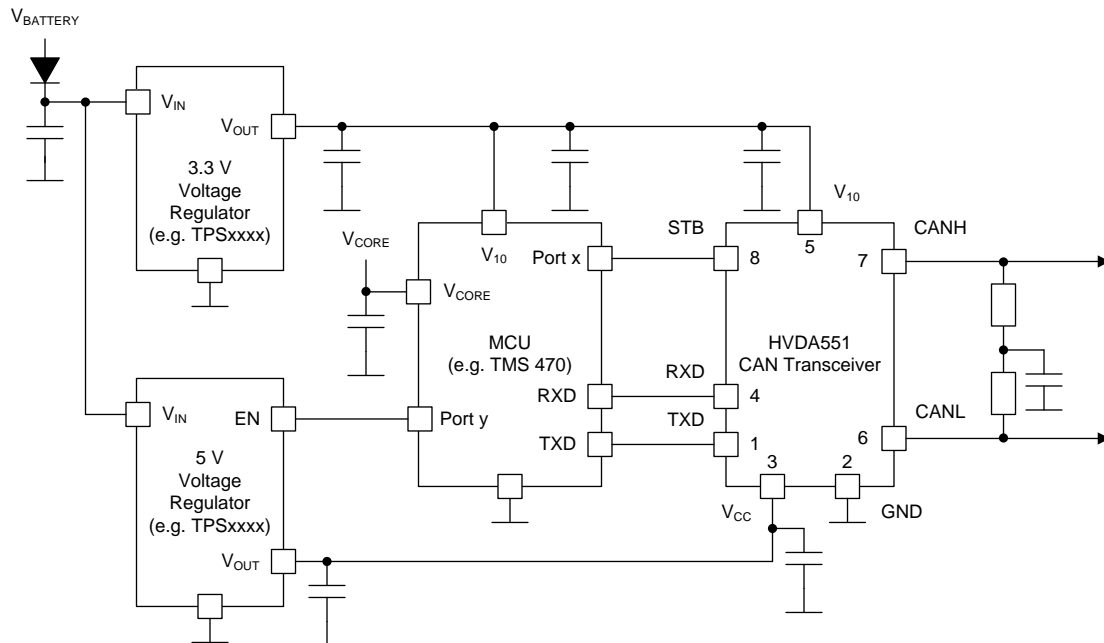 VBATTERY
VIN
VOUT
3.3 V
Voltage
Regulator
(e.g. TPSxxxx)
VCORE
V10
Port x
VCORE
MCU
(e.g. TMS 470)
RXD
TXD
Port y
STB
V10
5
CANH
8
7
HVDA551
CAN Transceiver
RXD
4
TXD
1
CANL
6
3
2
VCC
GND
VIN
EN
5 V
Voltage
Regulator
(e.g. TPSxxxx)
VOUT